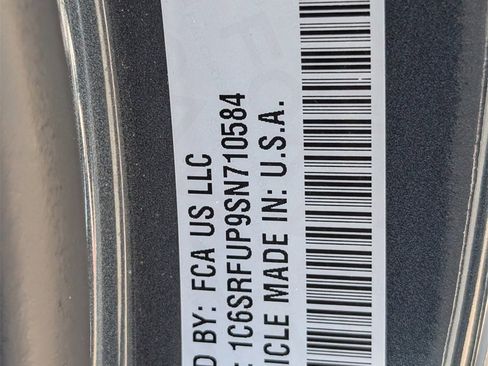 D BY: FCA US LLC
: 1C6SRFUP9SN710584
ICLE MADE IN: U.S.A.